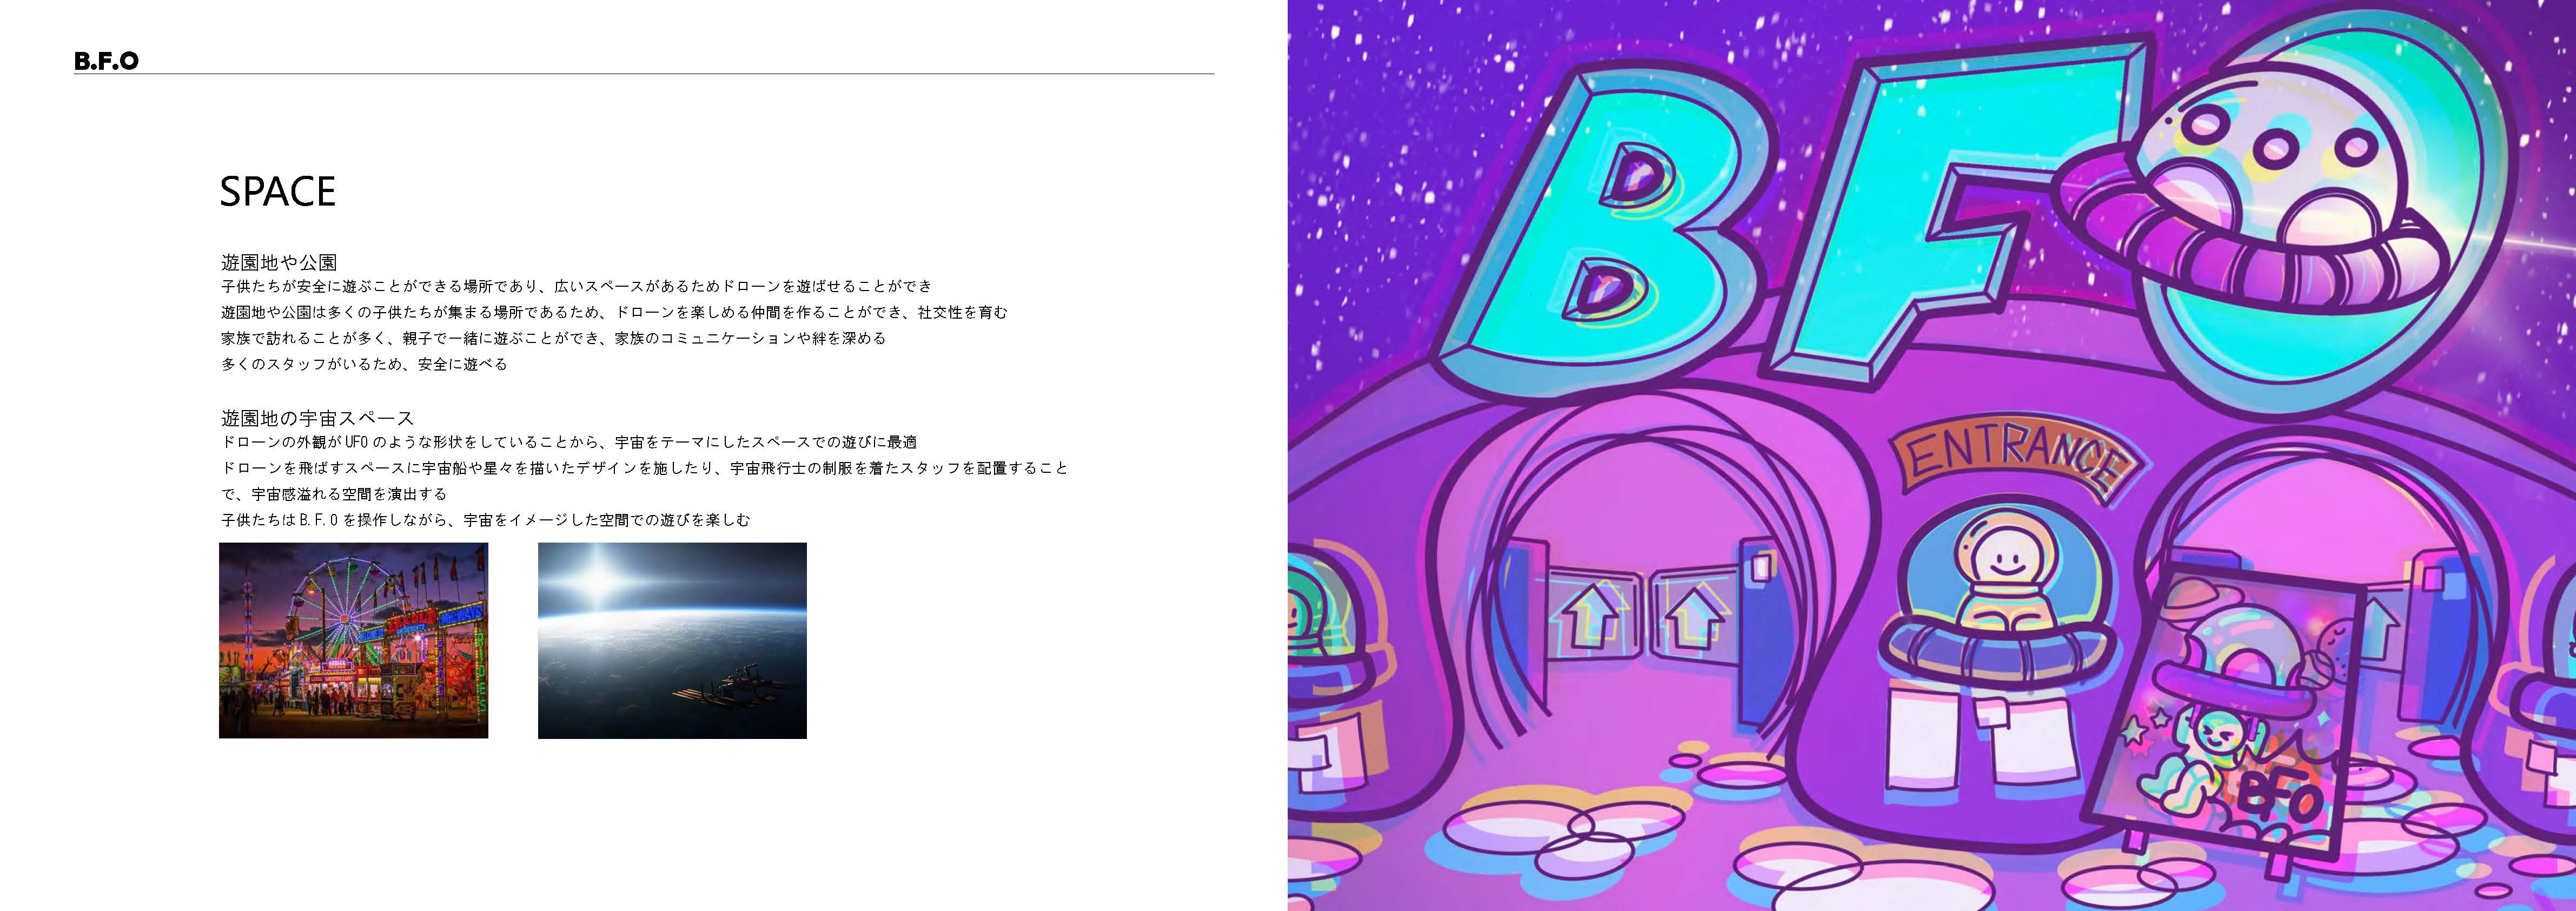 B.F.O
SPACE
遊園地や公園
子供たちが安全に遊ぶことができる場所であり、広いスペースがあるためドローンを遊ばせることができ
遊園地や公園は多くの子供たちが集まる場所であるため、ドローンを楽しめる仲間を作ることができ、社交性を育む
家族で訪れることが多く、親子で一緒に遊ぶことができ、家族のコミュニケーションや絆を深める
多くのスタッフがいるため、安全に遊べる
遊園地の宇宙スペース
ドローンの外観がUFOのような形状をしていることから、宇宙をテーマにしたスペースでの遊びに最適
ドローンを飛ばすスペースに宇宙船や星々を描いたデザインを施したり、宇宙飛行士の制服を着たスタッフを配置すること
で、宇宙感溢れる空間を演出する
子供たちはB.F.Oを操作しながら、宇宙をイメージした空間での遊びを楽しむ
RIDES
BFO
ENTRANCE
BFO